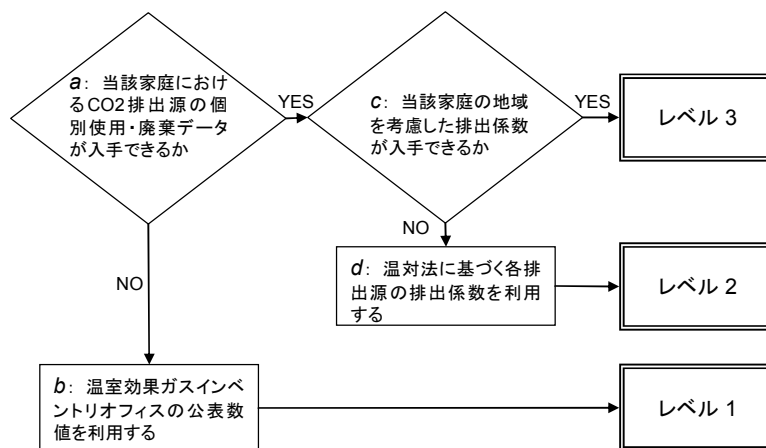 a： 当該家庭におけ
るCO2排出源の個
別使用・廃棄データ
が入手できるか
YES
c： 当該家庭の地域
を考慮した排出係数
が入手できるか
YES
レベル 3
NO
NO
d： 温対法に基づく各排
出源の排出係数を利用
する
レベル 2
b： 温室効果ガスインベ
ントリオフィスの公表数
値を利用する
レベル 1